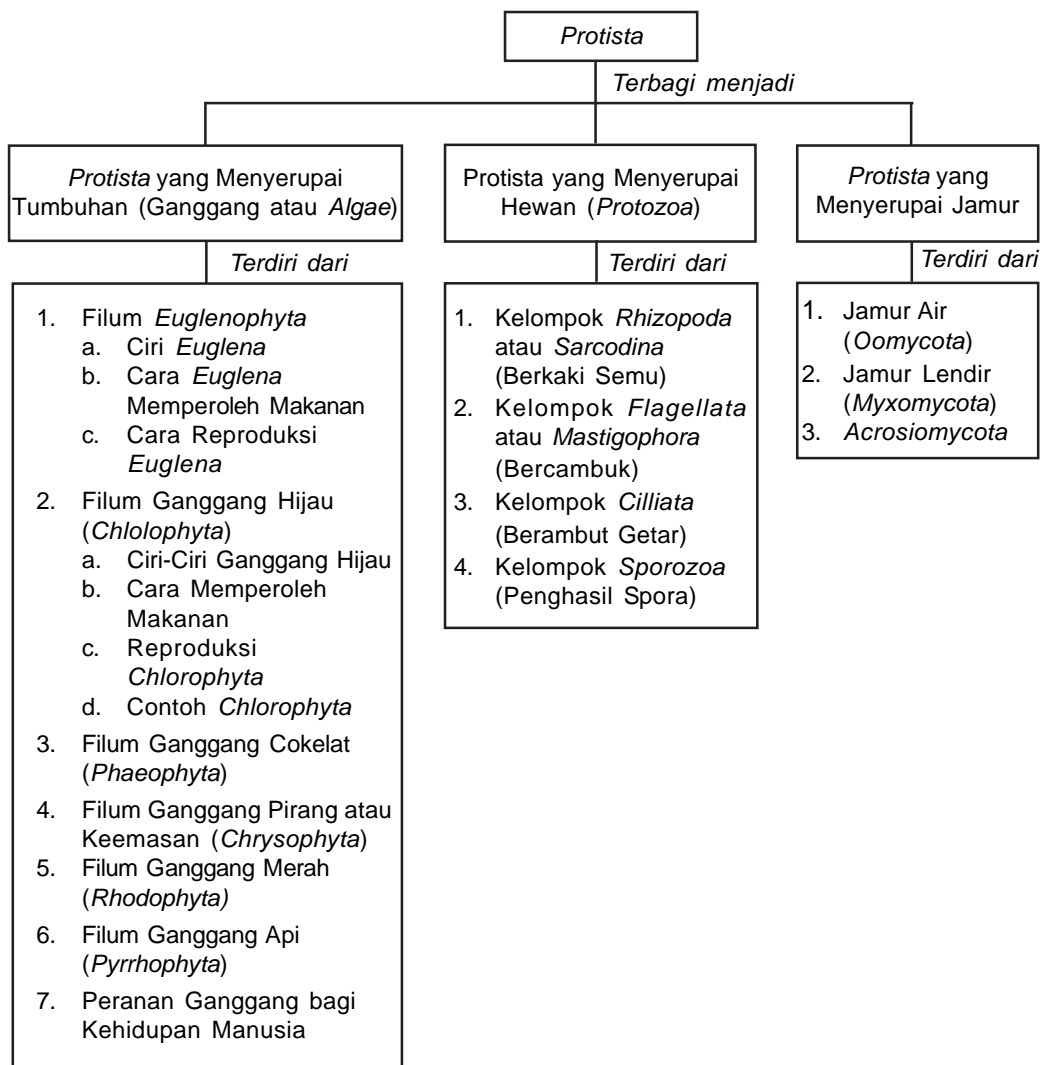 Protista
Terbagi menjadi
Protista yang Menyerupai
Tumbuhan (Ganggang atau Algae)
Terdiri dari
1. Filum Euglenophyta
a. Ciri Euglena
b. Cara Euglena
Memperoleh Makanan
c. Cara Reproduksi
Euglena
2. Filum Ganggang Hijau
(Chlolophyta)
a. Ciri-Ciri Ganggang Hijau
b. Cara Memperoleh
Makanan
c. Reproduksi
Chlorophyta
d. Contoh Chlorophyta
3. Filum Ganggang Cokelat
(Phaeophyta)
4. Filum Ganggang Pirang atau
Keemasan (Chrysophyta)
5. Filum Ganggang Merah
(Rhodophyta)
6. Filum Ganggang Api
(Pyrrhophyta)
7. Peranan Ganggang bagi
Kehidupan Manusia
Protista yang Menyerupai
Hewan (Protozoa)
Terdiri dari
1. Kelompok Rhizopoda
atau Sarcodina
(Berkaki Semu)
2. Kelompok Flagellata
atau Mastigophora
(Bercambuk)
3. Kelompok Cilliata
(Berambut Getar)
4. Kelompok Sporozoa
(Penghasil Spora)
Protista yang
Menyerupai Jamur
Terdiri dari
1. Jamur Air
(Oomycota)
2. Jamur Lendir
(Myxomycota)
3. Acrosiomycota